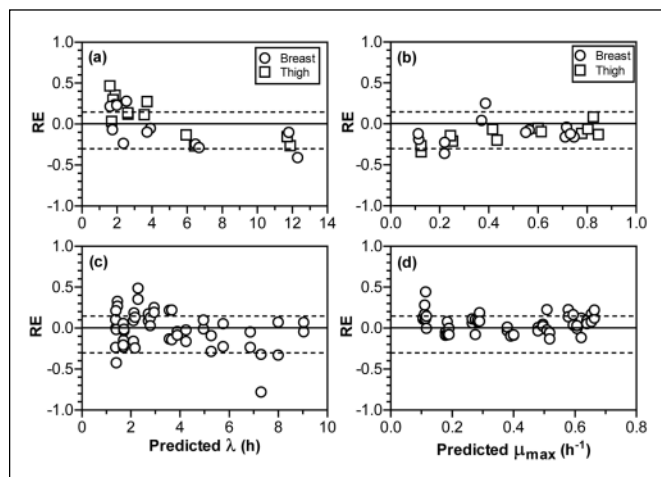 (a)
Breast
Thigh
RE
1.0
0.5
0.0
-0.5
-1.0
0 2 4 6 8 10 12 14
(b)
Breast
Thigh
RE
1.0
0.5
0.0
-0.5
-1.0
0.0 0.2 0.4 0.6 0.8 1.0
(c)
RE
1.0
0.5
0.0
-0.5
-1.0
0 2 4 6 8 10
Predicted λ (h)
(d)
RE
1.0
0.5
0.0
-0.5
-1.0
0.0 0.2 0.4 0.6 0.8
Predicted μmax (h-1)